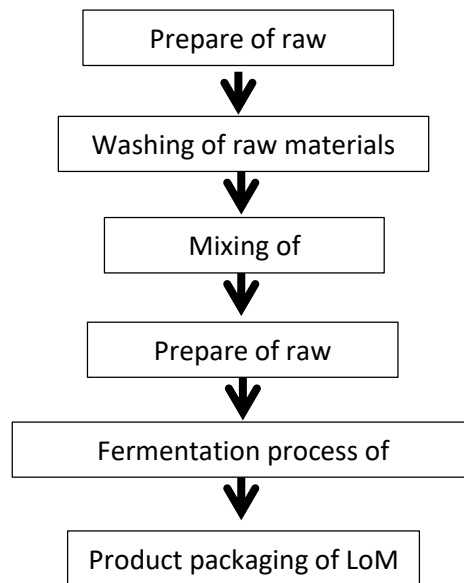 Prepare of raw
Washing of raw materials
Mixing of
Prepare of raw
Fermentation process of
Product packaging of LoM